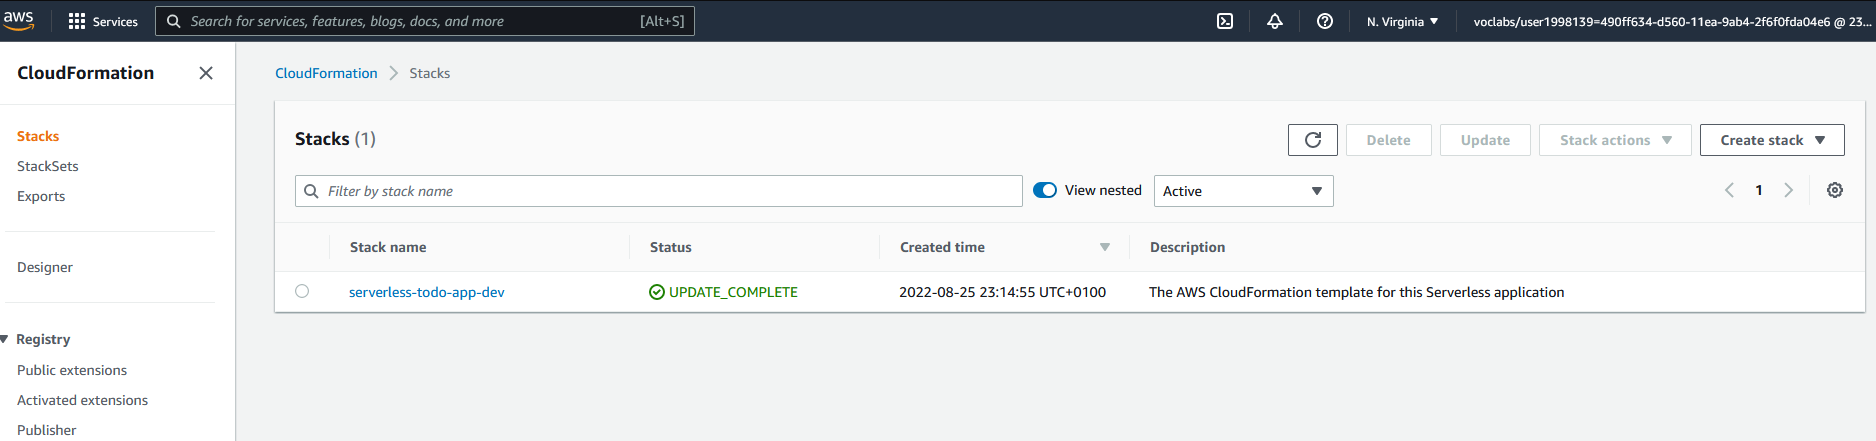 aws
Services
Search for services, features, blogs, docs, and more
[Alt+S]
N. Virginia
voclabs/user1998139=490ff634-d560-11ea-9ab4-2f6f0fda04e6 @ 23...
CloudFormation
Stacks
StackSets
Exports
Designer
Registry
Public extensions
Activated extensions
Publisher
CloudFormation
Stacks
Stacks (1)
Delete
Update
Stack actions
Create stack
Filter by stack name
View nested
Active
1
Stack name
Status
Created time
Description
serverless-todo-app-dev
UPDATE_COMPLETE
2022-08-25 23:14:55 UTC+0100
The AWS CloudFormation template for this Serverless application